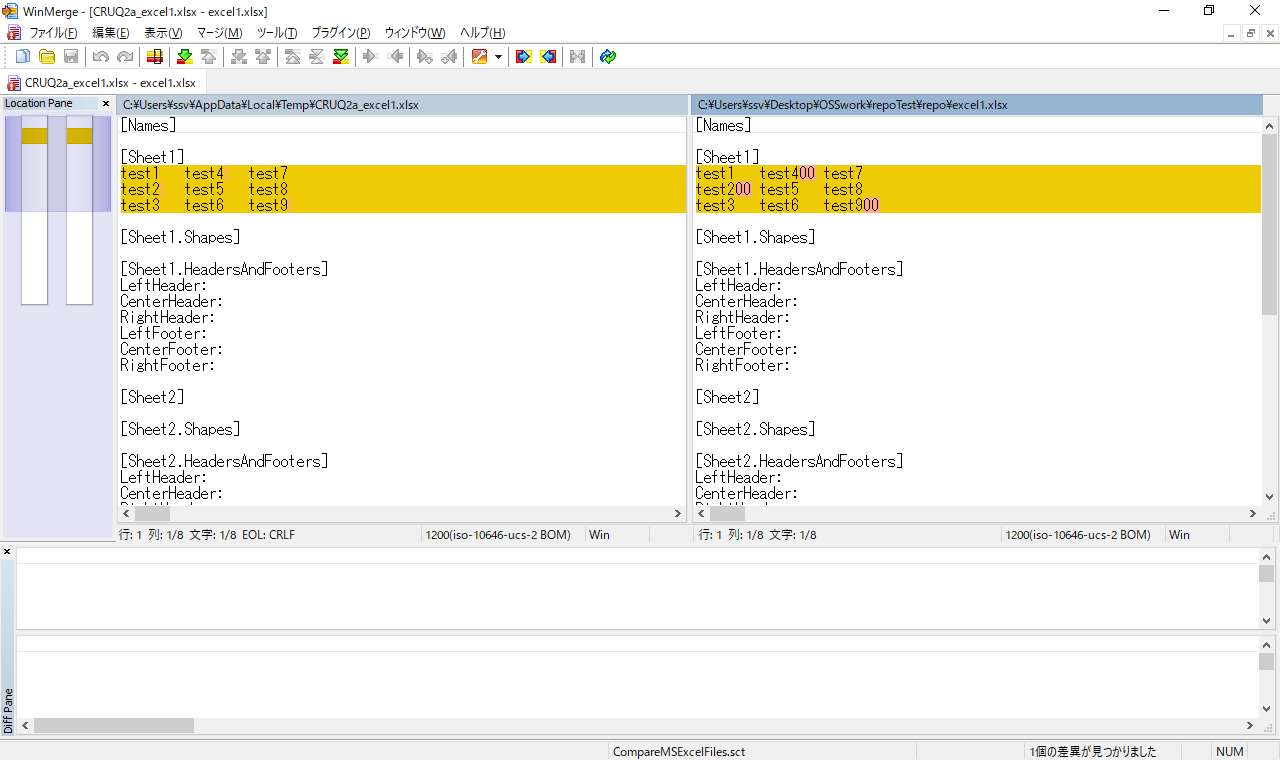 WinMerge - [CRUQ2a_excel1.xlsx - excel1.xlsx]
ファイル(F) 編集(E) 表示(V) マージ(M) ツール(T) プラグイン(P) ウィンドウ(W) ヘルプ(H)
CRUQ2a_excel1.xlsx - excel1.xlsx
Location Pane
C:¥Users¥ssv¥AppData¥Local¥Temp¥CRUQ2a_excel1.xlsx
[Names]
[Sheet1]
test1 test4 test7
test2 test5 test8
test3 test6 test9
[Sheet1.Shapes]
[Sheet1.HeadersAndFooters]
LeftHeader:
CenterHeader:
RightHeader:
LeftFooter:
CenterFooter:
RightFooter:
[Sheet2]
[Sheet2.Shapes]
[Sheet2.HeadersAndFooters]
LeftHeader:
CenterHeader:
行: 1 列: 1/8 文字: 1/8 EOL: CRLF
1200(iso-10646-ucs-2 BOM)
Win
C:¥Users¥ssv¥Desktop¥OSSwork¥repoTest¥repo¥excel1.xlsx
[Names]
[Sheet1]
test1 test400 test7
test200 test5 test8
test3 test6 test900
[Sheet1.Shapes]
[Sheet1.HeadersAndFooters]
LeftHeader:
CenterHeader:
RightHeader:
LeftFooter:
CenterFooter:
RightFooter:
[Sheet2]
[Sheet2.Shapes]
[Sheet2.HeadersAndFooters]
LeftHeader:
CenterHeader:
行: 1 列: 1/8 文字: 1/8
1200(iso-10646-ucs-2 BOM)
Win
Diff Pane
CompareMSExcelFiles.sct
1個の差異が見つかりました
NUM